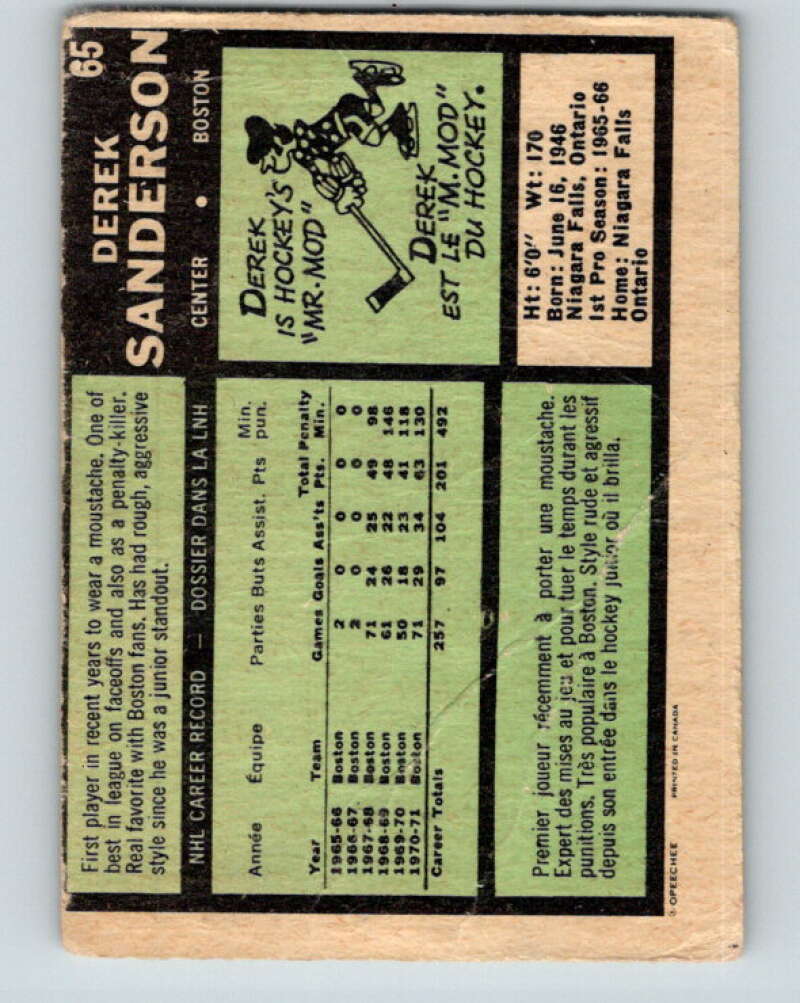 65
DEREK
SANDERSON
CENTER • BOSTON
First player in recent years to wear a moustache. One of
best in league on faceoffs and also as a penalty-killer.
Real favorite with Boston fans. Has had rough, aggressive
style since he was a junior standout.
DEREK
IS HOCKEY'S
"MR. MOD"
DEREK
EST LE "M. MOD"
DU HOCKEY.
NHL CAREER RECORD — DOSSIER DANS LA LNH
Année Équipe Parties Buts Assist. Pts Min. pun.
Year Team Games Goals Ass'ts Total Pts. Penalty Min.
1965-66 Boston 2 0 0 0 0
1966-67 Boston 2 0 0 0 0
1967-68 Boston 71 24 25 49 98
1968-69 Boston 61 26 22 48 146
1969-70 Boston 50 18 23 41 118
1970-71 Boston 71 29 34 63 130
Career Totals 257 97 104 201 492
Ht: 6'0" Wt: 170
Born: June 16, 1946
Niagara Falls, Ontario
1st Pro Season: 1965-66
Home: Niagara Falls
Ontario
Premier joueur récemment à porter une moustache.
Expert des mises au jeu et pour tuer le temps durant les
punitions. Très populaire à Boston. Style rude et agressif
depuis son entrée dans le hockey junior où il brilla.
© OPEECHEE PRINTED IN CANADA